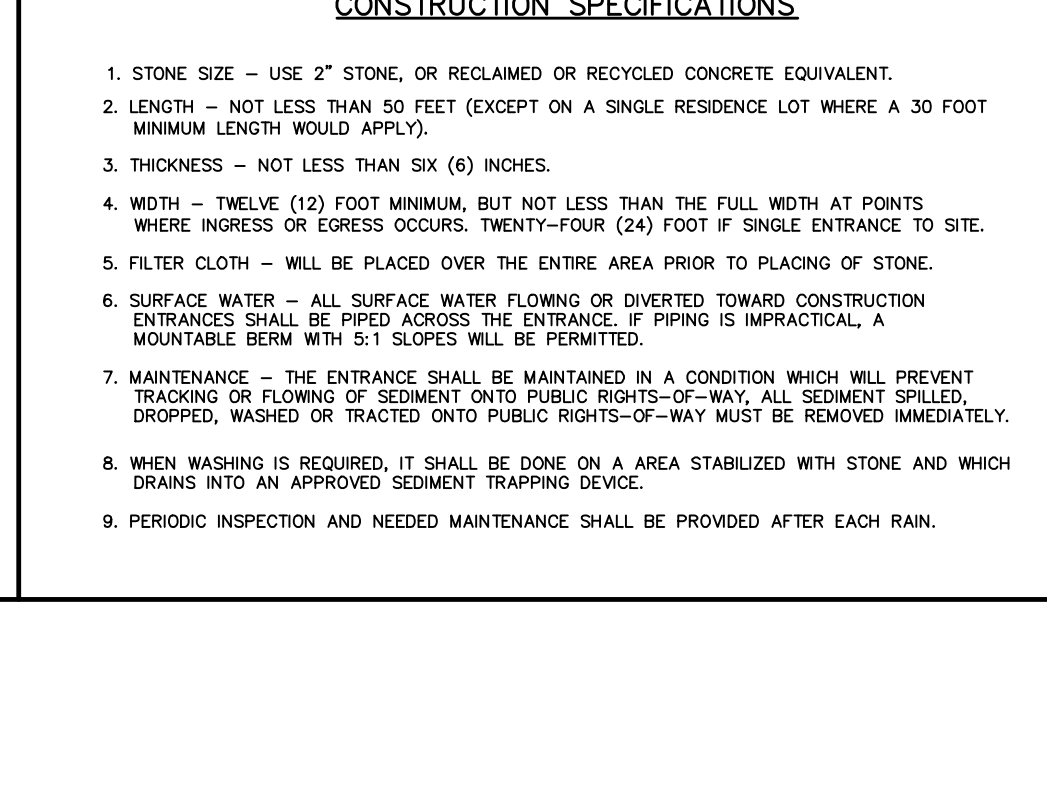 CONSTRUCTION SPECIFICATIONS
1. STONE SIZE – USE 2" STONE, OR RECLAIMED OR RECYCLED CONCRETE EQUIVALENT.
2. LENGTH – NOT LESS THAN 50 FEET (EXCEPT ON A SINGLE RESIDENCE LOT WHERE A 30 FOOT
MINIMUM LENGTH WOULD APPLY).
3. THICKNESS – NOT LESS THAN SIX (6) INCHES.
4. WIDTH – TWELVE (12) FOOT MINIMUM, BUT NOT LESS THAN THE FULL WIDTH AT POINTS
WHERE INGRESS OR EGRESS OCCURS. TWENTY–FOUR (24) FOOT IF SINGLE ENTRANCE TO SITE.
5. FILTER CLOTH – WILL BE PLACED OVER THE ENTIRE AREA PRIOR TO PLACING OF STONE.
6. SURFACE WATER – ALL SURFACE WATER FLOWING OR DIVERTED TOWARD CONSTRUCTION
ENTRANCES SHALL BE PIPED ACROSS THE ENTRANCE. IF PIPING IS IMPRACTICAL, A
MOUNTABLE BERM WITH 5:1 SLOPES WILL BE PERMITTED.
7. MAINTENANCE – THE ENTRANCE SHALL BE MAINTAINED IN A CONDITION WHICH WILL PREVENT
TRACKING OR FLOWING OF SEDIMENT ONTO PUBLIC RIGHTS–OF–WAY, ALL SEDIMENT SPILLED,
DROPPED, WASHED OR TRACTED ONTO PUBLIC RIGHTS–OF–WAY MUST BE REMOVED IMMEDIATELY.
8. WHEN WASHING IS REQUIRED, IT SHALL BE DONE ON A AREA STABILIZED WITH STONE AND WHICH
DRAINS INTO AN APPROVED SEDIMENT TRAPPING DEVICE.
9. PERIODIC INSPECTION AND NEEDED MAINTENANCE SHALL BE PROVIDED AFTER EACH RAIN.